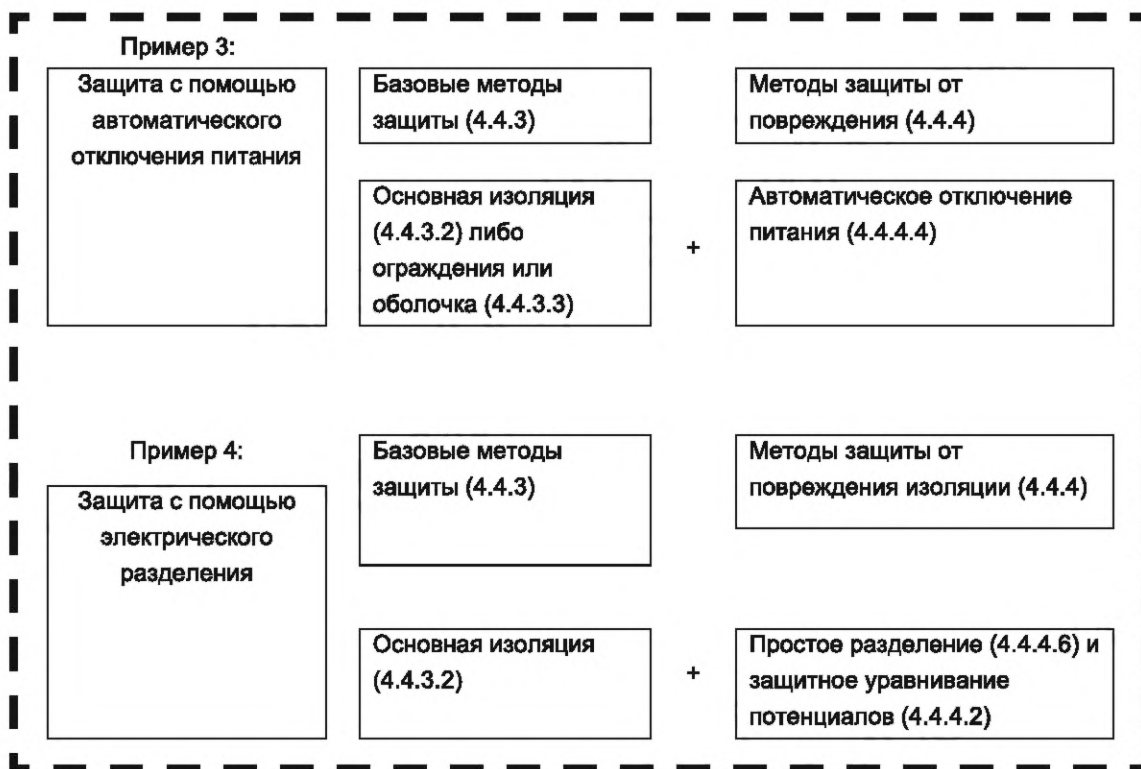 Пример 3:
Защита с помощью
автоматического
отключения питания
Базовые методы
защиты (4.4.3)
Методы защиты от
повреждения (4.4.4)
Основная изоляция
(4.4.3.2) либо
ограждения или
оболочка (4.4.3.3)
+
Автоматическое отключение
питания (4.4.4.4)
Пример 4:
Защита с помощью
электрического
разделения
Базовые методы
защиты (4.4.3)
Методы защиты от
повреждения изоляции (4.4.4)
Основная изоляция
(4.4.3.2)
+
Простое разделение (4.4.4.6) и
защитное уравнивание
потенциалов (4.4.4.2)